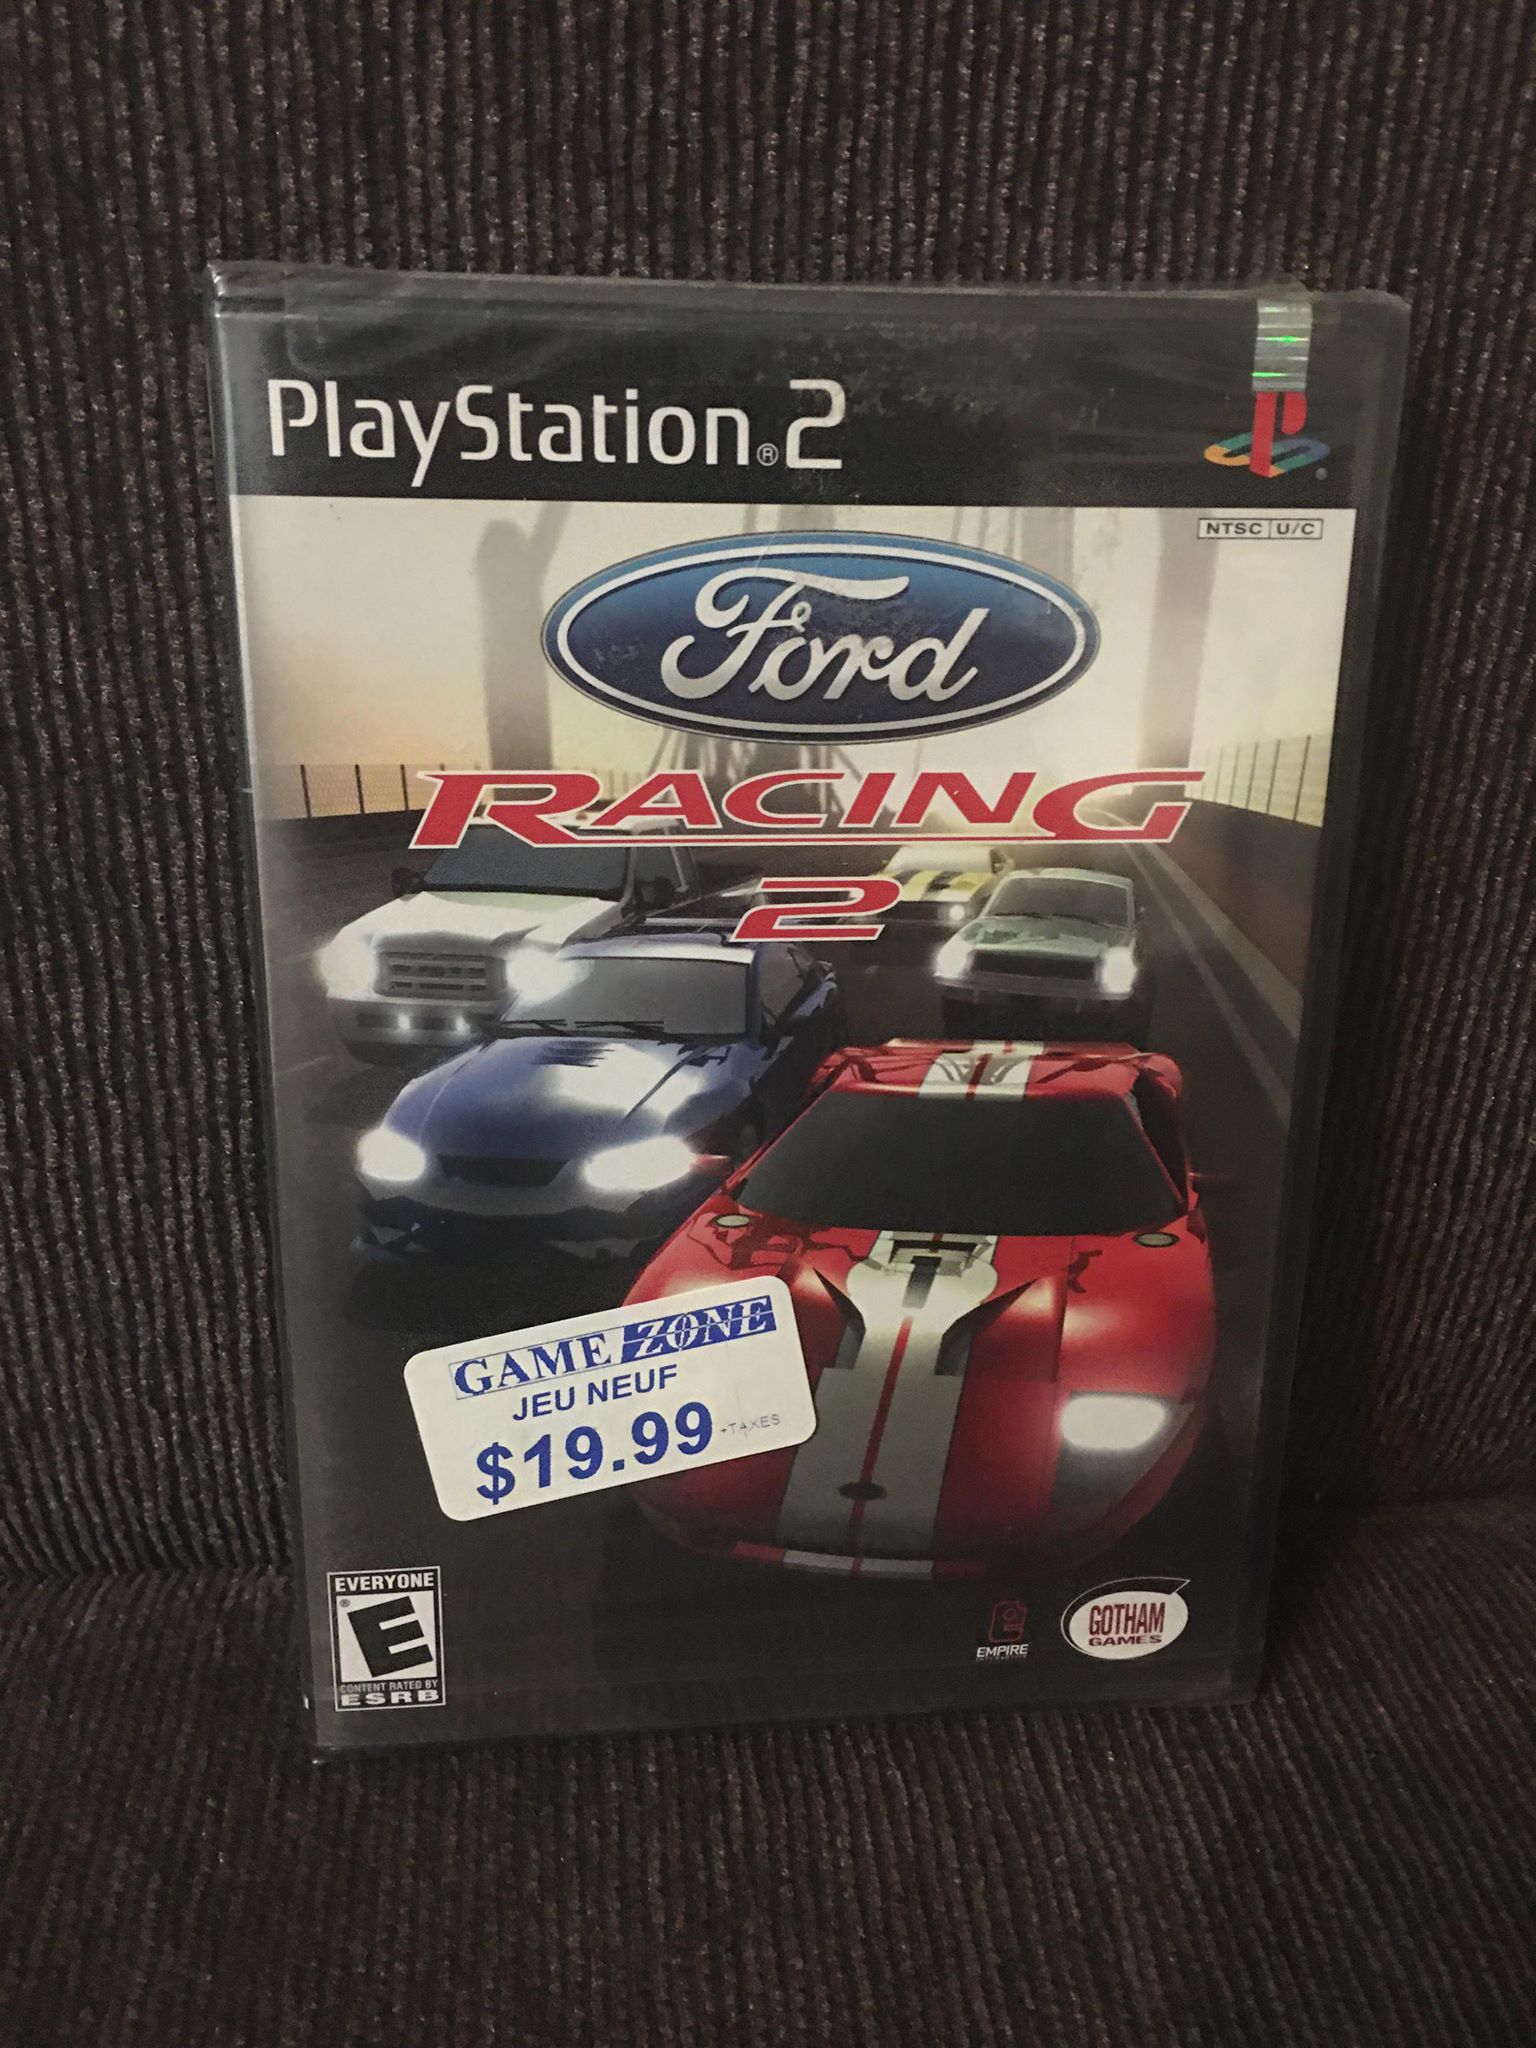 PlayStation®2
NTSC U/C
Ford
RACING
2
GAME ZONE
JEU NEUF
$19.99 +TAXES
EVERYONE
E
CONTENT RATED BY
ESRB
EMPIRE
INTERACTIVE
GOTHAM
GAMES